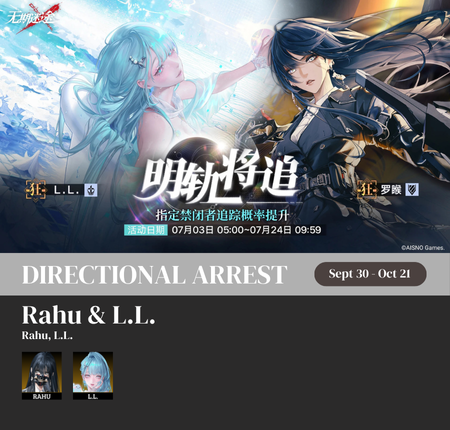 无期迷途
狂 L.L.
明轨将追
狂 罗睺
指定禁闭者追踪概率提升
活动日期 07月03日 05:00~07月24日 09:59
©AISNO Games.
DIRECTIONAL ARREST
Sept 30 - Oct 21
Rahu & L.L.
Rahu, L.L.
RAHU
L.L.